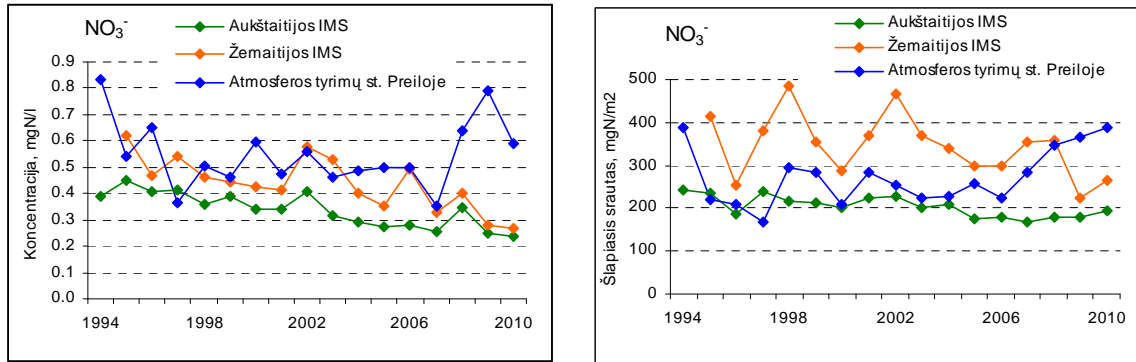 NO3-
Aukštaitijos IMS
Žemaitijos IMS
Atmosferos tyrimų st. Preiloje
Koncentracija, mgN/l
0.9
0.8
0.7
0.6
0.5
0.4
0.3
0.2
0.1
0.0
1994 1998 2002 2006 2010
NO3-
Aukštaitijos IMS
Žemaitijos IMS
Atmosferos tyrimų st. Preiloje
Šlapiasis srautas, mgN/m2
500
400
300
200
100
0
1994 1998 2002 2006 2010